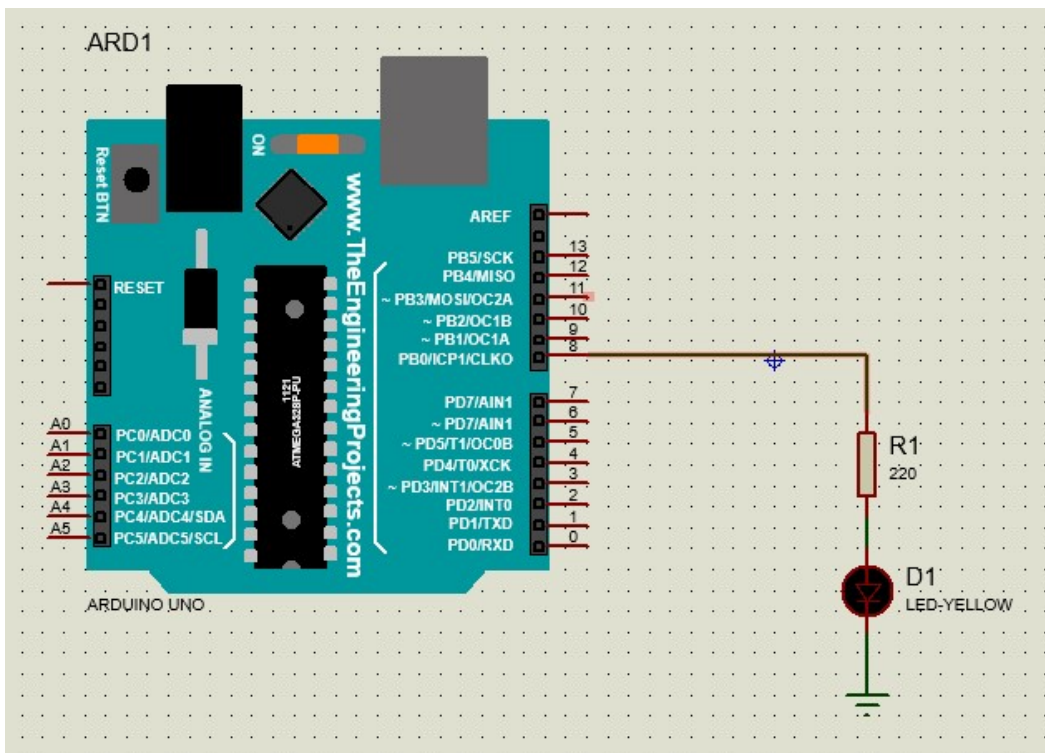 ARD1
Reset BTN
ON
www.TheEngineeringProjects.com
RESET
ANALOG IN
1121
ATMEGA328P-PU
AREF
PB5/SCK 13
PB4/MISO 12
~ PB3/MOSI/OC2A 11
~ PB2/OC1B 10
~ PB1/OC1A 9
PB0/ICP1/CLKO 8
PD7/AIN1 7
~ PD7/AIN1 6
~ PD5/T1/OC0B 5
PD4/T0/XCK 4
~ PD3/INT1/OC2B 3
PD2/INT0 2
PD1/TXD 1
PD0/RXD 0
A0 PC0/ADC0
A1 PC1/ADC1
A2 PC2/ADC2
A3 PC3/ADC3
A4 PC4/ADC4/SDA
A5 PC5/ADC5/SCL
ARDUINO UNO
R1
220
D1
LED-YELLOW